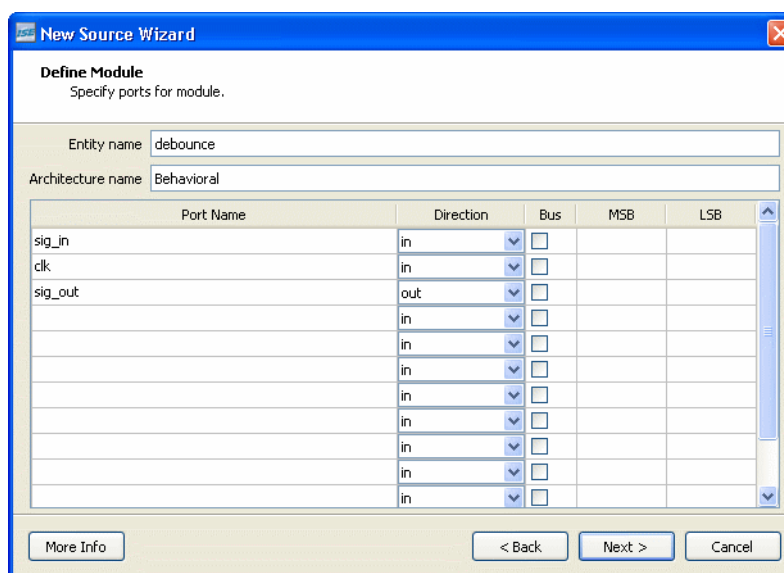 ISE New Source Wizard
Define Module
Specify ports for module.
Entity name debounce
Architecture name Behavioral
Port Name Direction Bus MSB LSB
sig_in in
clk in
sig_out out
in
in
in
in
in
in
in
in
More Info < Back Next > Cancel